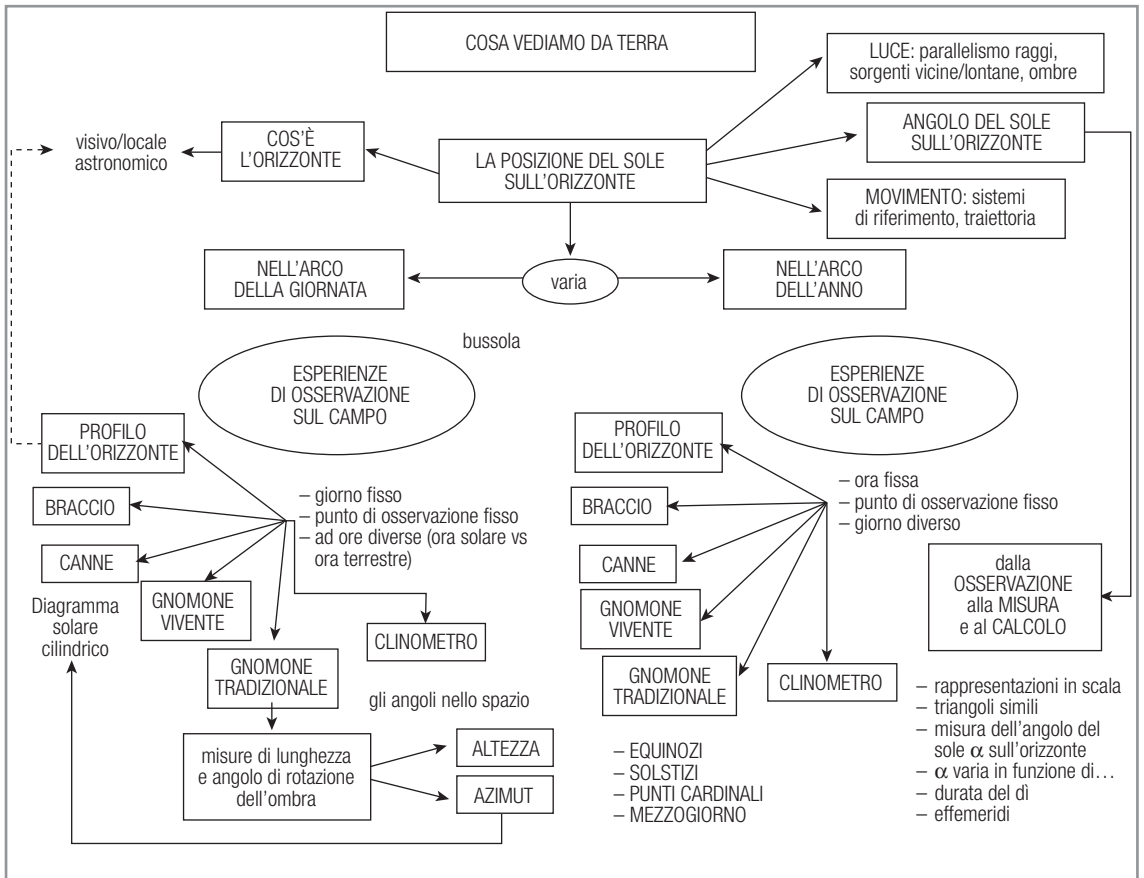 COSA VEDIAMO DA TERRA
LUCE: parallelismo raggi,
sorgenti vicine/lontane, ombre
visivo/locale
astronomico
COS'È
L'ORIZZONTE
LA POSIZIONE DEL SOLE
SULL'ORIZZONTE
ANGOLO DEL SOLE
SULL'ORIZZONTE
MOVIMENTO: sistemi
di riferimento, traiettoria
NELL'ARCO
DELLA GIORNATA
varia
NELL'ARCO
DELL'ANNO
bussola
ESPERIENZE
DI OSSERVAZIONE
SUL CAMPO
PROFILO
DELL'ORIZZONTE
BRACCIO
CANNE
GNOMONE
VIVENTE
GNOMONE
TRADIZIONALE
CLINOMETRO
– giorno fisso
– punto di osservazione fisso
– ad ore diverse (ora solare vs
ora terrestre)
Diagramma
solare
cilindrico
gli angoli nello spazio
misure di lunghezza
e angolo di rotazione
dell'ombra
ALTEZZA
AZIMUT
ESPERIENZE
DI OSSERVAZIONE
SUL CAMPO
PROFILO
DELL'ORIZZONTE
BRACCIO
CANNE
GNOMONE
VIVENTE
GNOMONE
TRADIZIONALE
CLINOMETRO
– ora fissa
– punto di osservazione fisso
– giorno diverso
dalla
OSSERVAZIONE
alla MISURA
e al CALCOLO
– EQUINOZI
– SOLSTIZI
– PUNTI CARDINALI
– MEZZOGIORNO
– rappresentazioni in scala
– triangoli simili
– misura dell'angolo del
sole α sull'orizzonte
– α varia in funzione di…
– durata del dì
– effemeridi